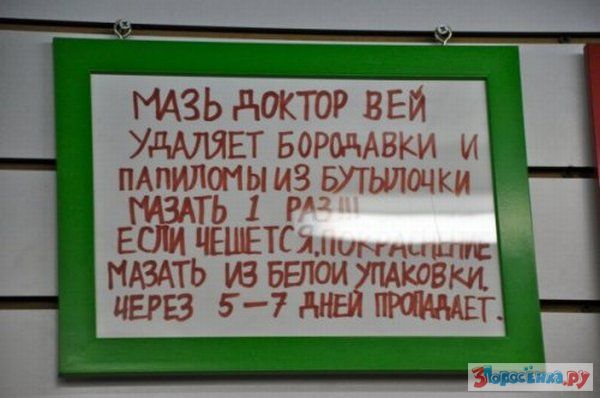 МАЗЬ ДОКТОР ВЕЙ
УДАЛЯЕТ БОРОДАВКИ И
ПАПИЛОМЫ ИЗ БУТЫЛОЧКИ
МАЗАТЬ 1 РАЗ!!!
ЕСЛИ ЧЕШЕТСЯ, ПОКРАСНЕНИЕ
МАЗАТЬ ИЗ БЕЛОЙ УПАКОВКИ.
ЧЕРЕЗ 5-7 ДНЕЙ ПРОПАДАЕТ.
3Поросёнка.ру